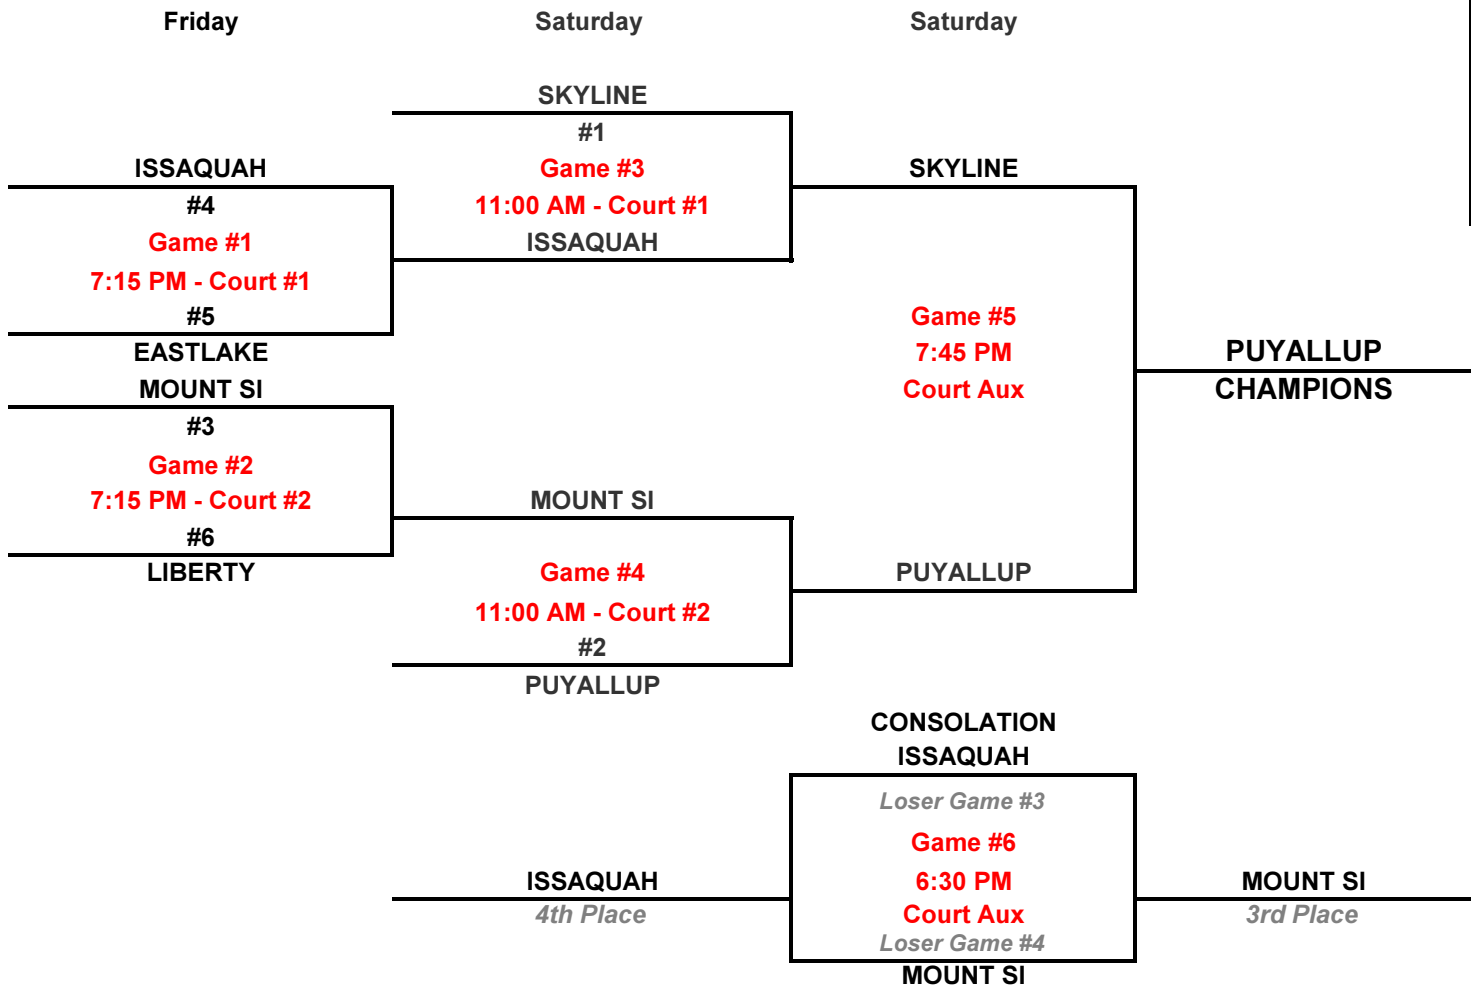 Friday
Saturday
Saturday
SKYLINE
#1
Game #3
11:00 AM - Court #1
ISSAQUAH
ISSAQUAH
#4
Game #1
7:15 PM - Court #1
#5
EASTLAKE
SKYLINE
Game #5
7:45 PM
Court Aux
PUYALLUP
CHAMPIONS
MOUNT SI
#3
Game #2
7:15 PM - Court #2
#6
LIBERTY
MOUNT SI
Game #4
11:00 AM - Court #2
#2
PUYALLUP
PUYALLUP
CONSOLATION
ISSAQUAH
Loser Game #3
Game #6
6:30 PM
Court Aux
Loser Game #4
MOUNT SI
ISSAQUAH
4th Place
MOUNT SI
3rd Place